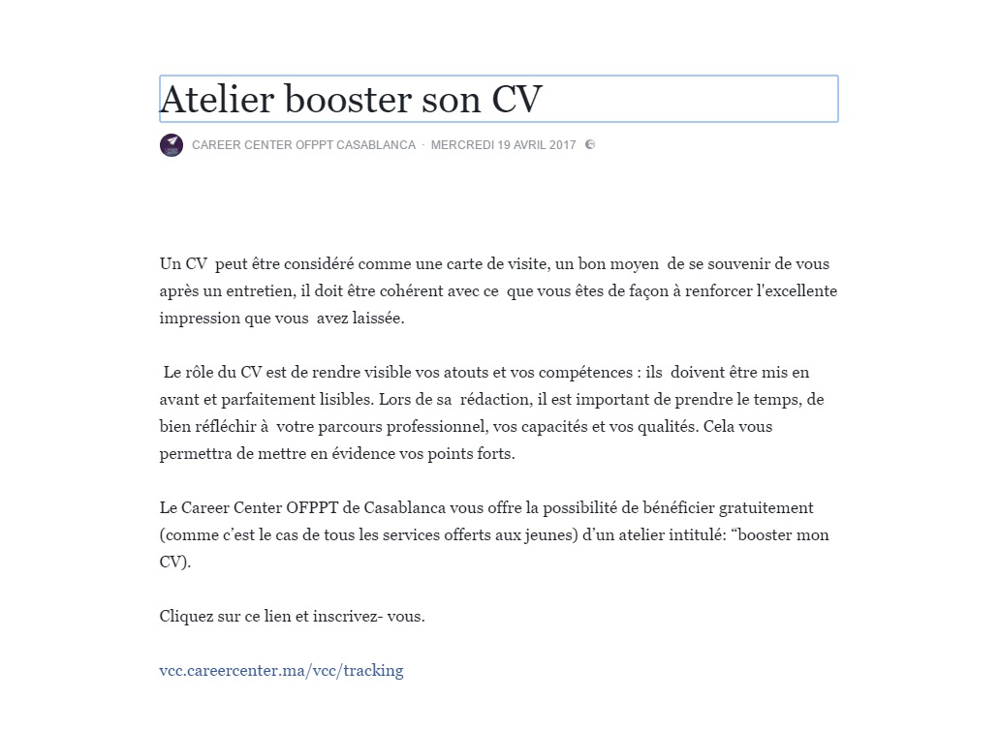 Atelier booster son CV
CAREER CENTER OFPPT CASABLANCA · MERCREDI 19 AVRIL 2017
Un CV  peut être considéré comme une carte de visite, un bon moyen  de se souvenir de vous
après un entretien, il doit être cohérent avec ce  que vous êtes de façon à renforcer l'excellente
impression que vous  avez laissée.
Le rôle du CV est de rendre visible vos atouts et vos compétences : ils  doivent être mis en
avant et parfaitement lisibles. Lors de sa  rédaction, il est important de prendre le temps, de
bien réfléchir à  votre parcours professionnel, vos capacités et vos qualités. Cela vous
permettra de mettre en évidence vos points forts.
Le Career Center OFPPT de Casablanca vous offre la possibilité de bénéficier gratuitement
(comme c’est le cas de tous les services offerts aux jeunes) d’un atelier intitulé: “booster mon
CV).
Cliquez sur ce lien et inscrivez- vous.
vcc.careercenter.ma/vcc/tracking